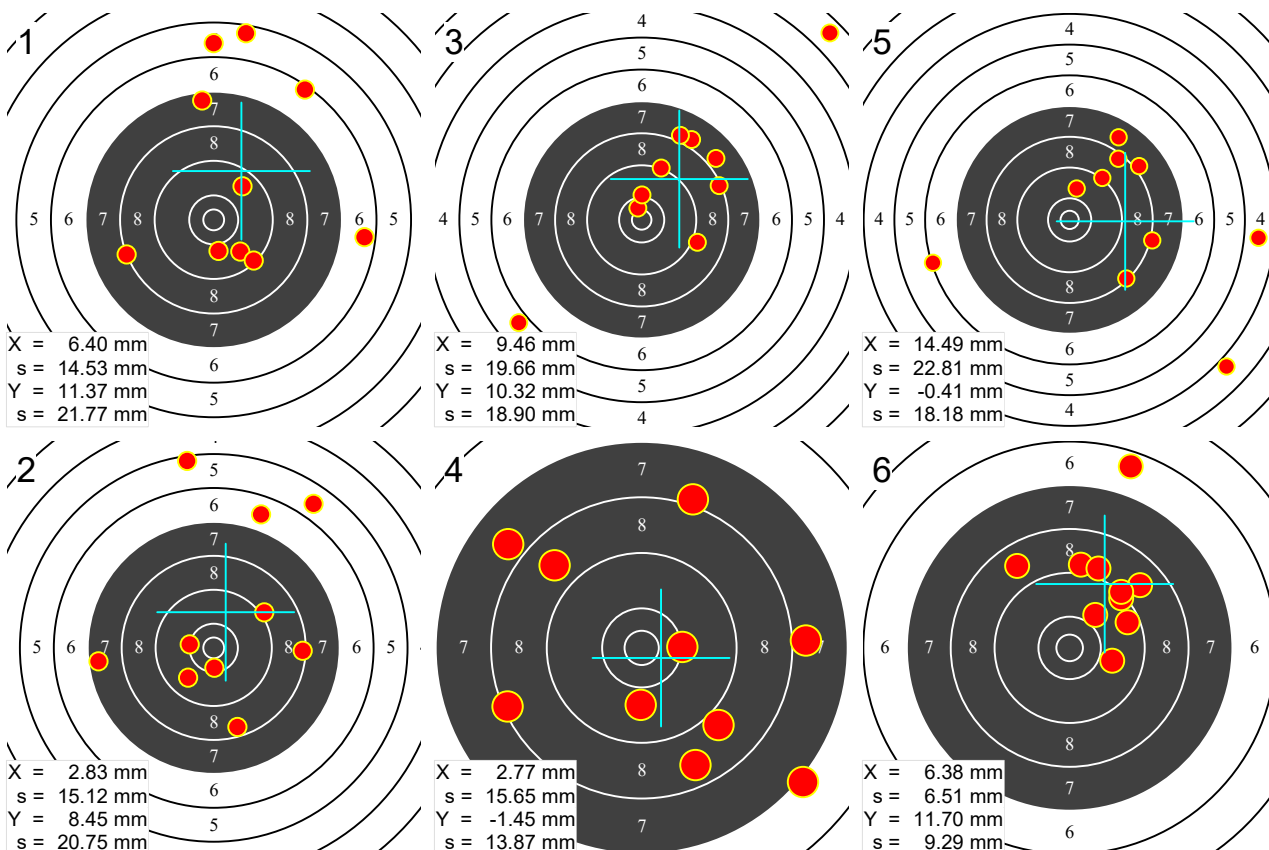 1
6
7
8
5 6 7 8 8 7 6 5
8
7
6
5
X = 6.40 mm
s = 14.53 mm
Y = 11.37 mm
s = 21.77 mm
3
4
5
6
7
8
4 5 6 7 8 8 7 6 5 4
8
7
6
5
4
X = 9.46 mm
s = 19.66 mm
Y = 10.32 mm
s = 18.90 mm
5
4
5
6
7
8
4 5 6 7 8 8 7 6 5 4
8
7
6
5
4
X = 14.49 mm
s = 22.81 mm
Y = -0.41 mm
s = 18.18 mm
2
5
6
7
8
5 6 7 8 8 7 6 5
8
7
6
5
X = 2.83 mm
s = 15.12 mm
Y = 8.45 mm
s = 20.75 mm
4
7
8
7 8 8 7
8
7
X = 2.77 mm
s = 15.65 mm
Y = -1.45 mm
s = 13.87 mm
6
6
7
8
6 7 8 8 7 6
8
7
6
X = 6.38 mm
s = 6.51 mm
Y = 11.70 mm
s = 9.29 mm